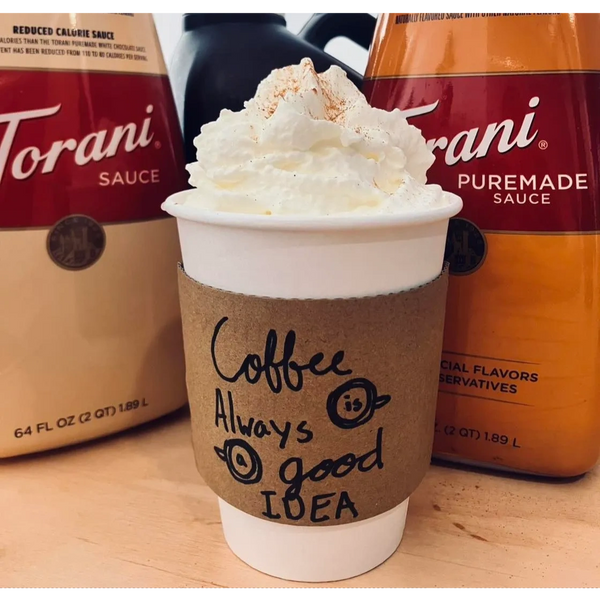 REDUCED CALORIE SAUCE
Torani
SAUCE
64 FL OZ (2 QT) 1.89 L
rani
PUREMADE
SAUCE
CIAL FLAVORS
SERVATIVES
(2 QT) 1.89 L
Coffee
is
Always
a
good
IDEA